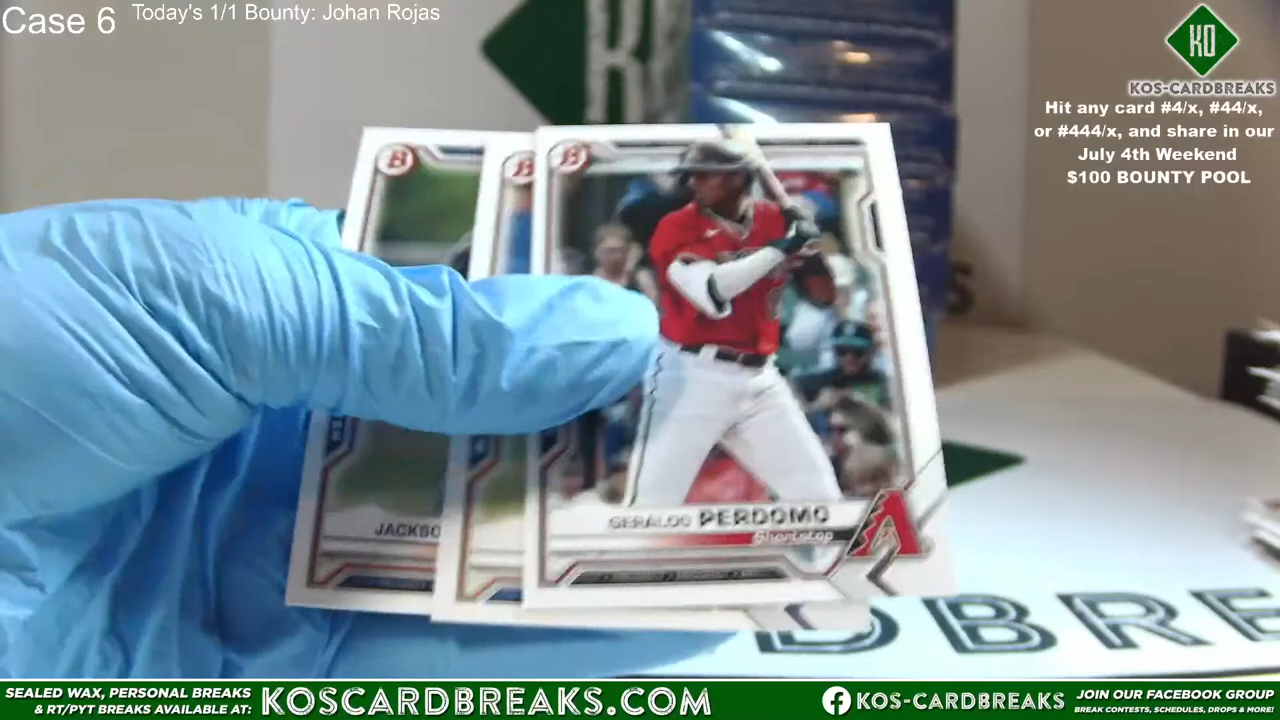 Case 6
Today's 1/1 Bounty: Johan Rojas
KO
KOS-CARDBREAKS
Hit any card #4/x, #44/x,
or #444/x, and share in our
July 4th Weekend
$100 BOUNTY POOL
B
B
B
JACKSO
GERALDO PERDOMO
Shortstop
A
DBRE
SEALED WAX, PERSONAL BREAKS
& RT/PYT BREAKS AVAILABLE AT:
KOSCARDBREAKS.COM
KOS-CARDBREAKS
JOIN OUR FACEBOOK GROUP
BREAK CONTESTS, SCHEDULES, DROPS & MORE!